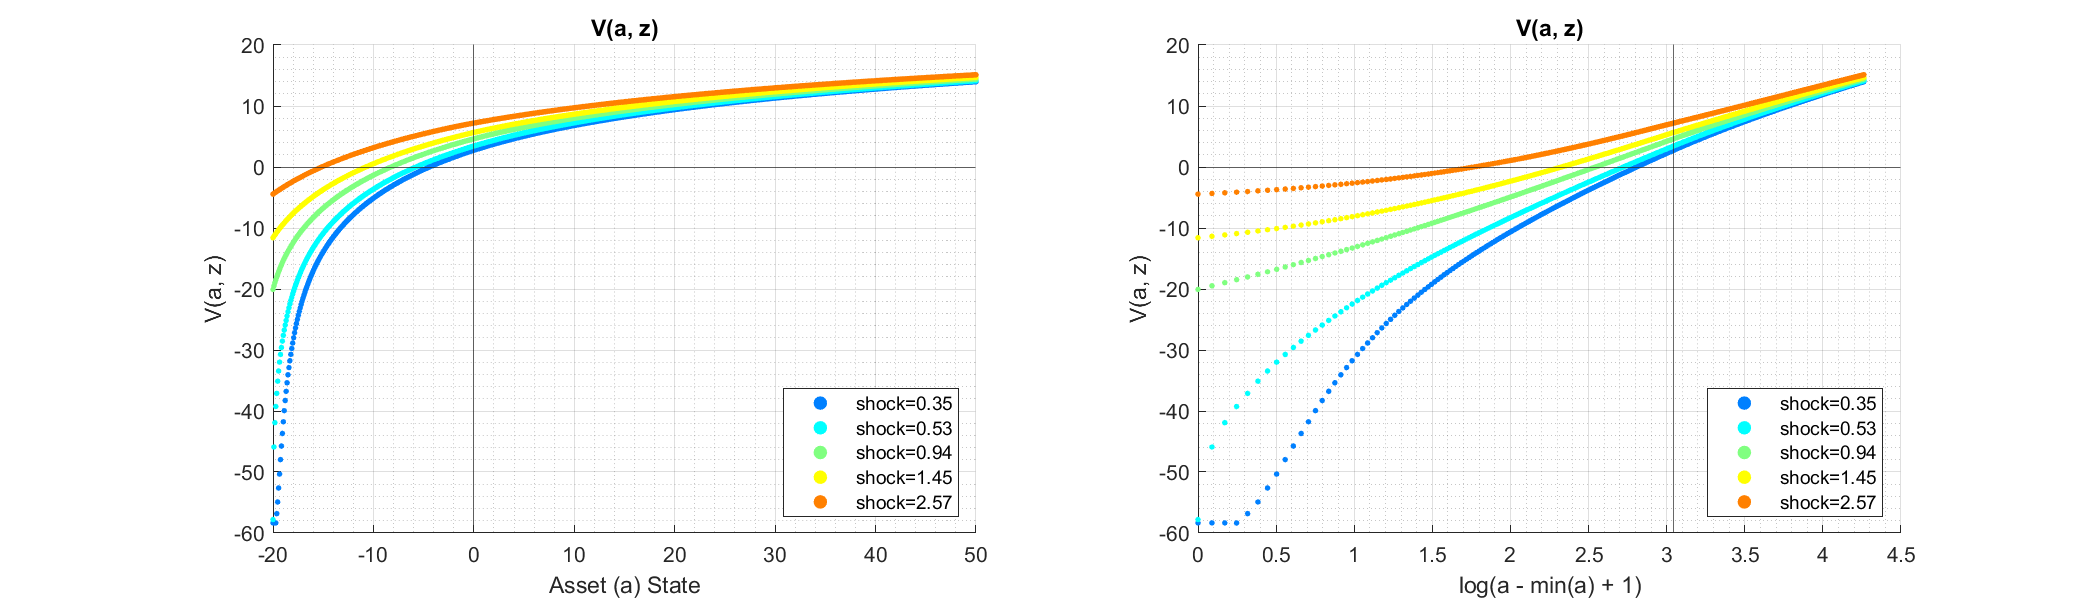 V(a, z)
20
10
0
-10
-20
-30
-40
-50
-60
V(a, z)
-20 -10 0 10 20 30 40 50
Asset (a) State
shock=0.35
shock=0.53
shock=0.94
shock=1.45
shock=2.57
V(a, z)
20
10
0
-10
-20
-30
-40
-50
-60
V(a, z)
0 0.5 1 1.5 2 2.5 3 3.5 4 4.5
log(a - min(a) + 1)
shock=0.35
shock=0.53
shock=0.94
shock=1.45
shock=2.57